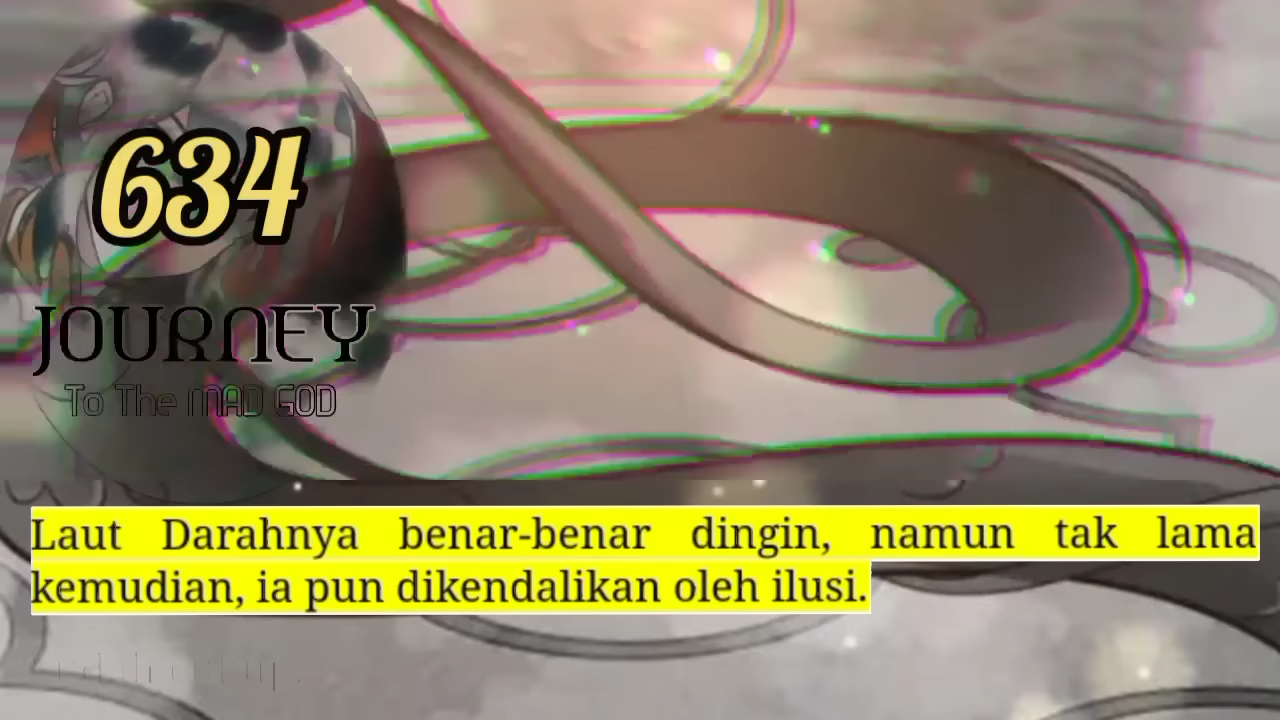 634
JOURNEY
To The MAD GOD
Laut Darahnya benar-benar dingin, namun tak lama
kemudian, ia pun dikendalikan oleh ilusi.